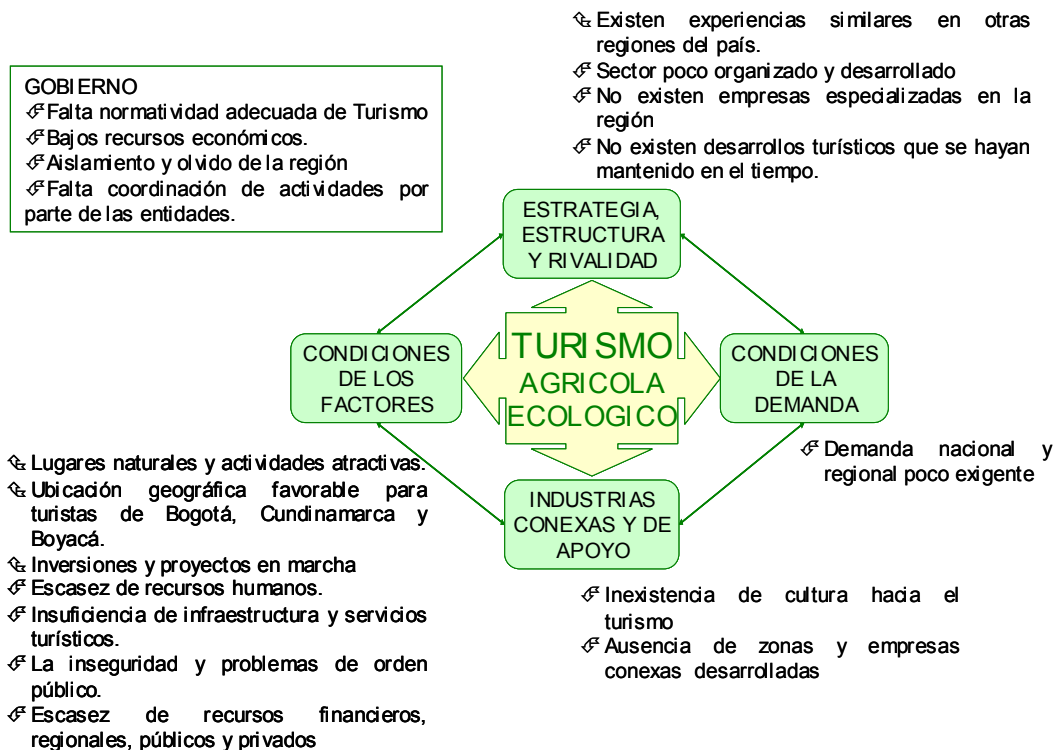 GOBIERNO
Falta normatividad adecuada de Turismo
Bajos recursos económicos.
Aislamiento y olvido de la región
Falta coordinación de actividades por
parte de las entidades.
Existen experiencias similares en otras
regiones del país.
Sector poco organizado y desarrollado
No existen empresas especializadas en la
región
No existen desarrollos turísticos que se hayan
mantenido en el tiempo.
ESTRATEGIA,
ESTRUCTURA
Y RIVALIDAD
CONDICIONES
DE LOS
FACTORES
TURISMO
AGRICOLA
ECOLOGICO
CONDICIONES
DE LA
DEMANDA
Lugares naturales y actividades atractivas.
Ubicación geográfica favorable para
turistas de Bogotá, Cundinamarca y
Boyacá.
Inversiones y proyectos en marcha
Escasez de recursos humanos.
Insuficiencia de infraestructura y servicios
turísticos.
La inseguridad y problemas de orden
público.
Escasez de recursos financieros,
regionales, públicos y privados
INDUSTRIAS
CONEXAS Y DE
APOYO
Demanda nacional y
regional poco exigente
Inexistencia de cultura hacia el
turismo
Ausencia de zonas y empresas
conexas desarrolladas